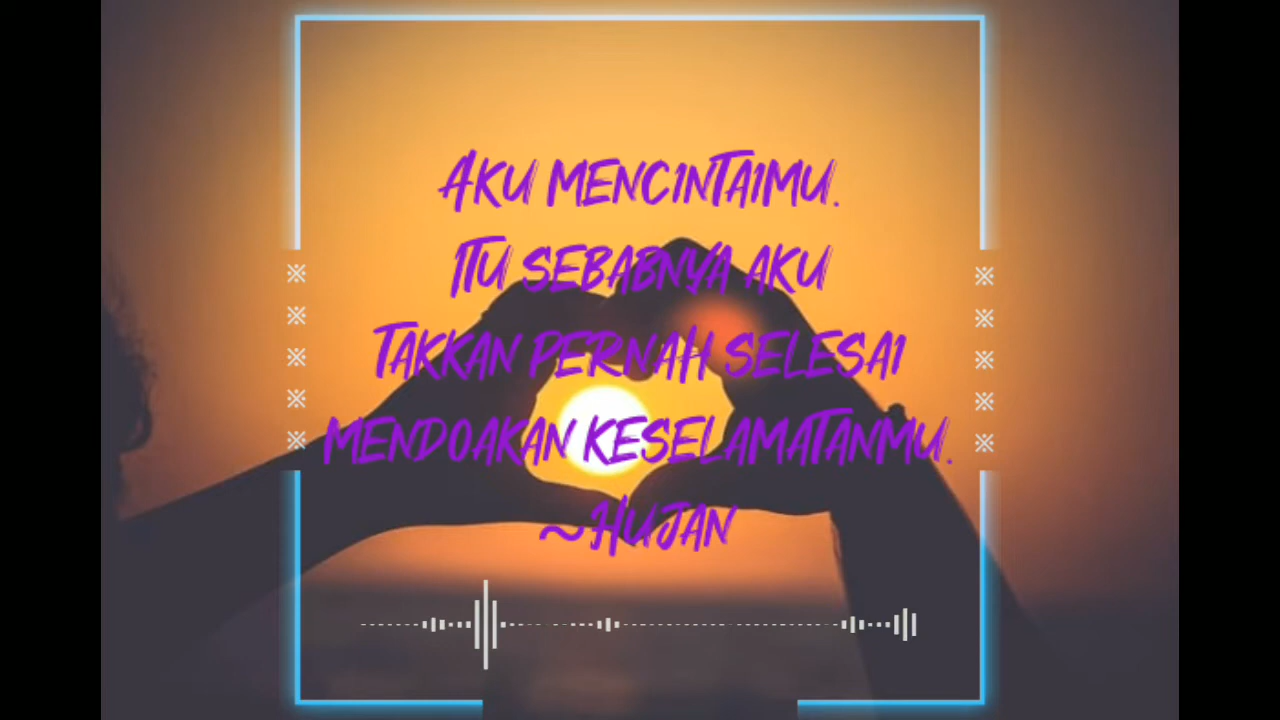 Aku mencintaimu.
Itu sebabnya aku
Takkan pernah selesai
mendoakan keselamatanmu.
~Hujan